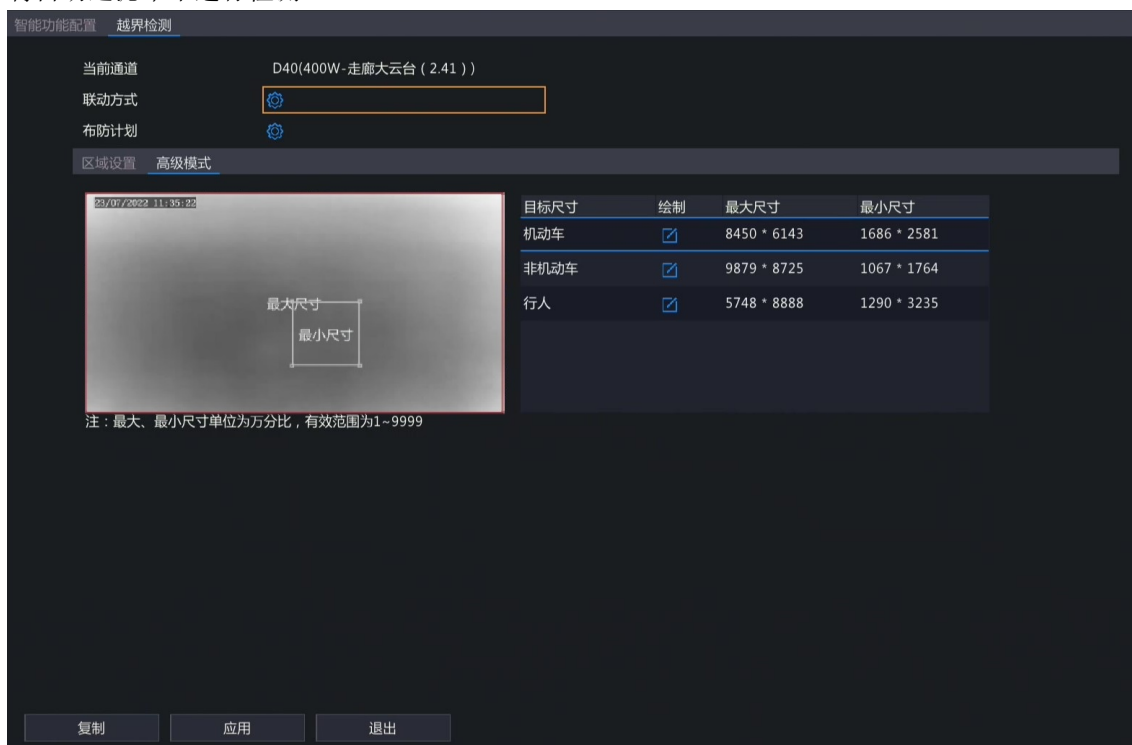 智能功能配置 越界检测
当前通道 D40(400W-走廊大云台(2.41))
联动方式
布防计划
区域设置 高级模式
23/07/2022 11:35:22
最大尺寸
最小尺寸
目标尺寸 绘制 最大尺寸 最小尺寸
机动车 8450 * 6143 1686 * 2581
非机动车 9879 * 8725 1067 * 1764
行人 5748 * 8888 1290 * 3235
注：最大、最小尺寸单位为万分比，有效范围为1~9999
复制 应用 退出